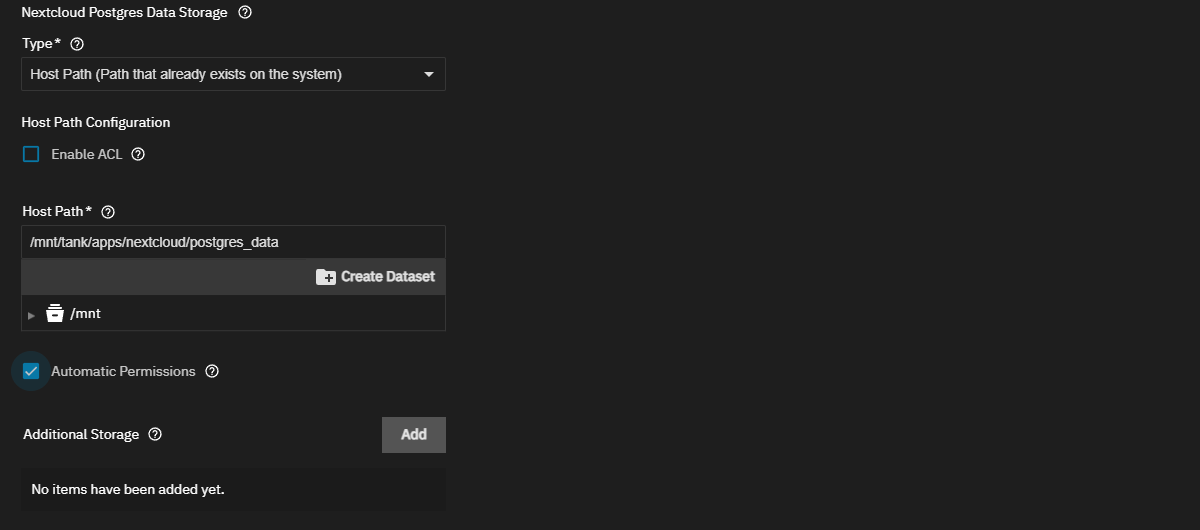 Nextcloud Postgres Data Storage
Type*
Host Path (Path that already exists on the system)
Host Path Configuration
Enable ACL
Host Path*
/mnt/tank/apps/nextcloud/postgres_data
Create Dataset
/mnt
Automatic Permissions
Additional Storage
Add
No items have been added yet.